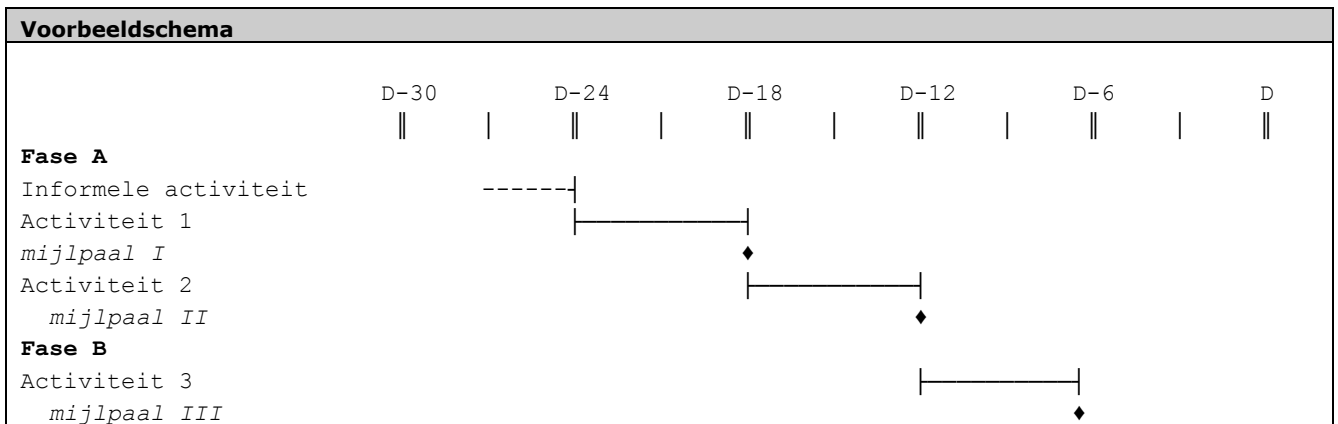 Voorbeeldschema
D-30 D-24 D-18 D-12 D-6 D
Fase A
Informele activiteit
Activiteit 1
mijlpaal I
Activiteit 2
mijlpaal II
Fase B
Activiteit 3
mijlpaal III